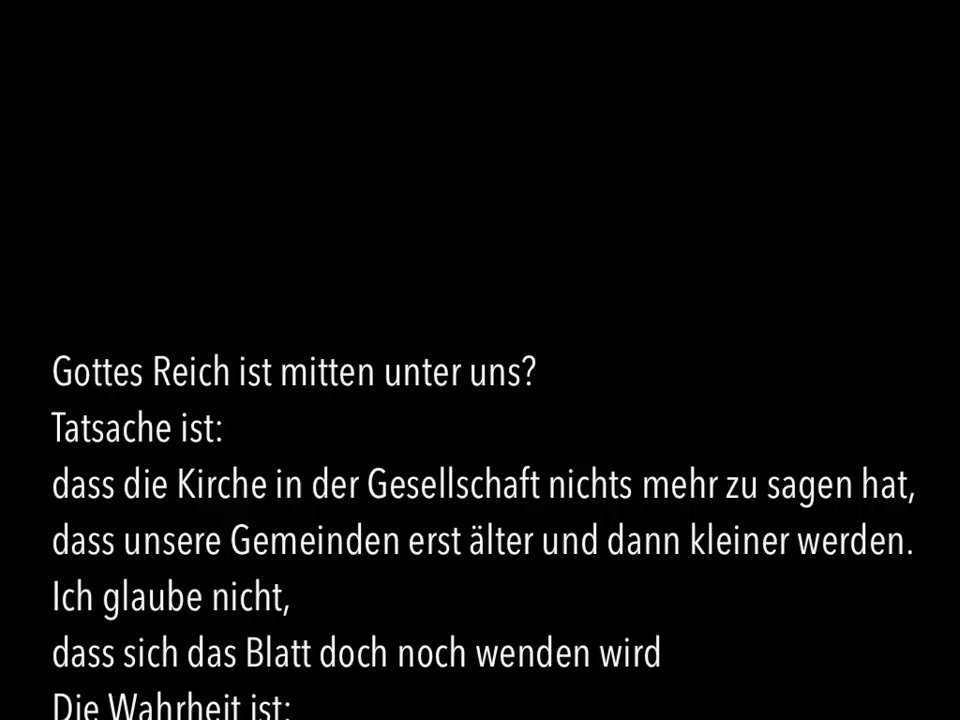 Gottes Reich ist mitten unter uns?
Tatsache ist:
dass die Kirche in der Gesellschaft nichts mehr zu sagen hat,
dass unsere Gemeinden erst älter und dann kleiner werden.
Ich glaube nicht,
dass sich das Blatt doch noch wenden wird
Die Wahrheit ist: